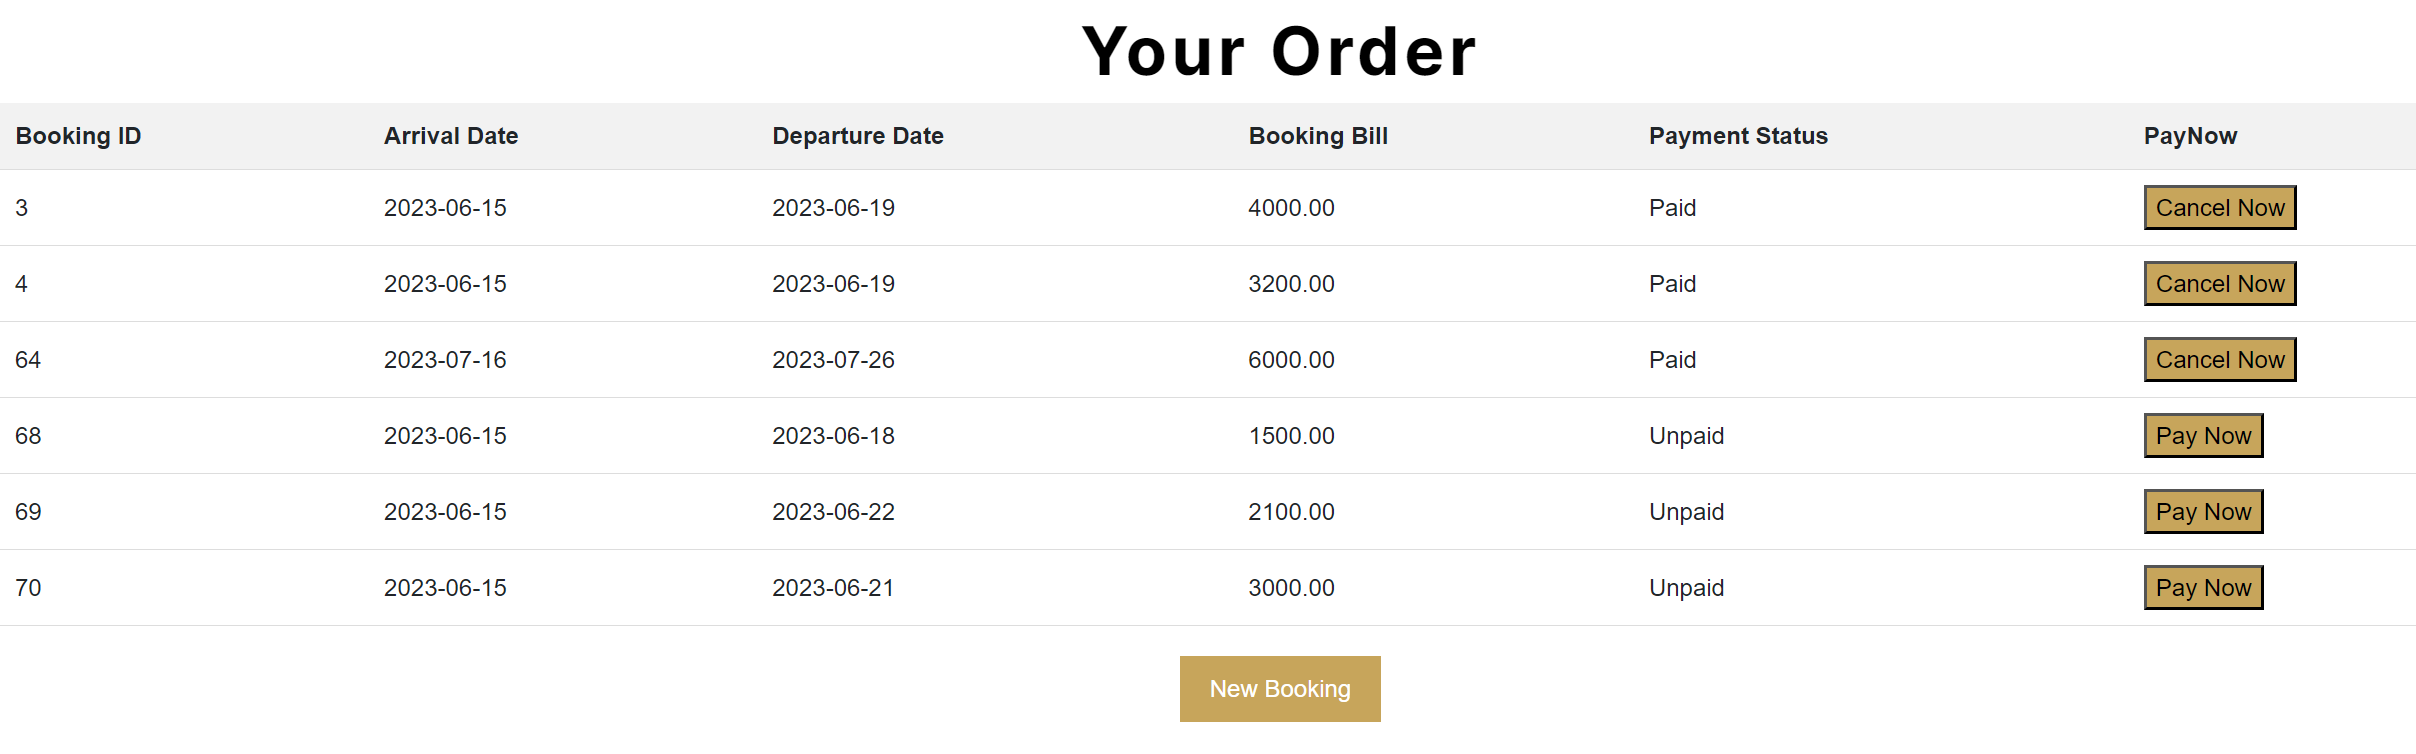 Your Order
Booking ID Arrival Date Departure Date Booking Bill Payment Status PayNow
3 2023-06-15 2023-06-19 4000.00 Paid Cancel Now
4 2023-06-15 2023-06-19 3200.00 Paid Cancel Now
64 2023-07-16 2023-07-26 6000.00 Paid Cancel Now
68 2023-06-15 2023-06-18 1500.00 Unpaid Pay Now
69 2023-06-15 2023-06-22 2100.00 Unpaid Pay Now
70 2023-06-15 2023-06-21 3000.00 Unpaid Pay Now
New Booking